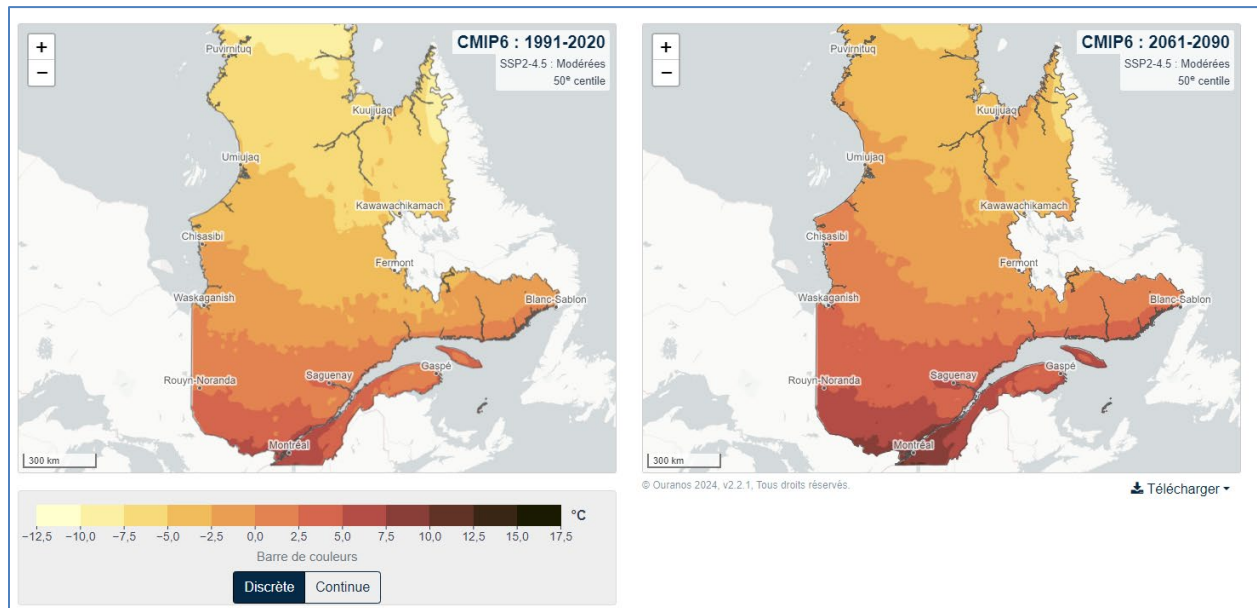 +
−
CMIP6 : 1991-2020
SSP2-4.5 : Modérées
50e centile
Puvirnituq
Kuujjuaq
Umiujaq
Kawawachikamach
Chisasibi
Fermont
Waskaganish
Blanc-Sablon
Rouyn-Noranda
Saguenay
Gaspé
Montréal
300 km
+
−
CMIP6 : 2061-2090
SSP2-4.5 : Modérées
50e centile
Puvirnituq
Kuujjuaq
Umiujaq
Kawawachikamach
Chisasibi
Fermont
Waskaganish
Blanc-Sablon
Rouyn-Noranda
Saguenay
Gaspé
Montréal
300 km
© Ouranos 2024, v2.2.1, Tous droits réservés.
Télécharger
°C
−12,5 −10,0 −7,5 −5,0 −2,5 0,0 2,5 5,0 7,5 10,0 12,5 15,0 17,5
Barre de couleurs
Discrète Continue